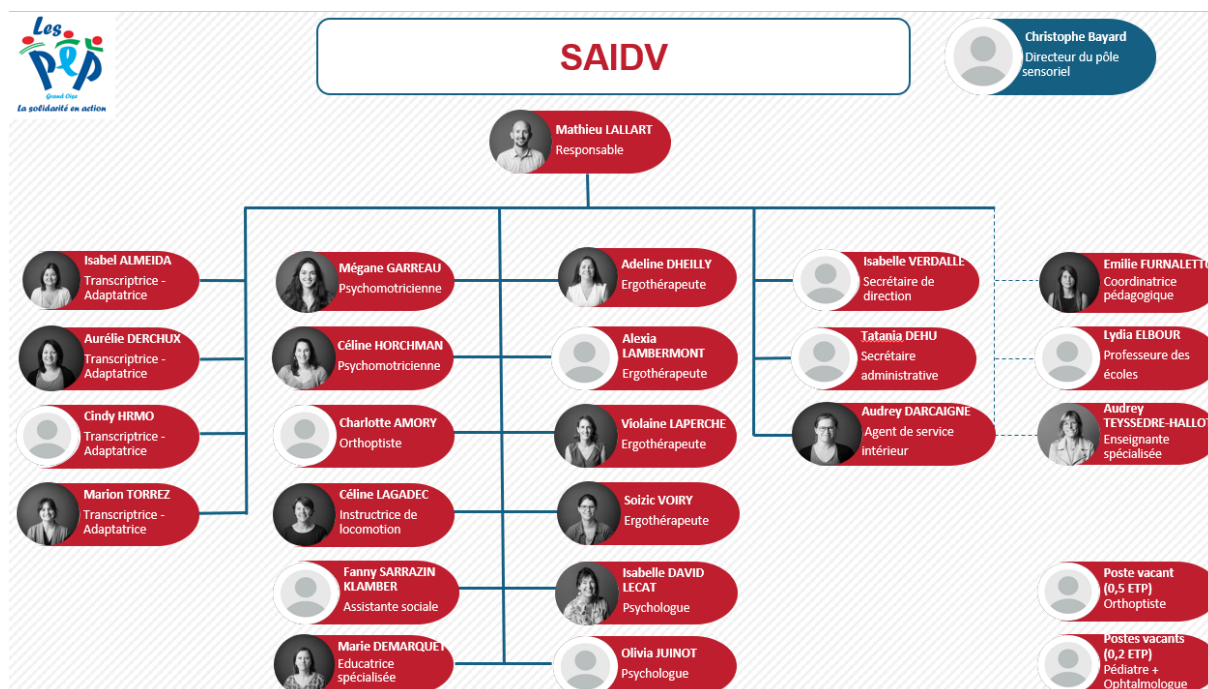 Les
PEP
Grand Oise
La solidarité en action
SAIDV
Christophe Bayard
Directeur du pôle
sensoriel
Mathieu LALLART
Responsable
Isabel ALMEIDA
Transcriptrice -
Adaptatrice
Mégane GARREAU
Psychomotricienne
Adeline DHEILLY
Ergothérapeute
Isabelle VERDALLE
Secrétaire de
direction
Emilie FURNALETTO
Coordinatrice
pédagogique
Aurélie DERCHUX
Transcriptrice -
Adaptatrice
Céline HORCHMAN
Psychomotricienne
Alexia
LAMBERMONT
Ergothérapeute
Tatania DEHU
Secrétaire
administrative
Lydia ELBOUR
Professeure des
écoles
Cindy HRMO
Transcriptrice -
Adaptatrice
Charlotte AMORY
Orthoptiste
Violaine LAPERCHE
Ergothérapeute
Audrey DARCAIGNE
Agent de service
intérieur
Audrey
TEYSSEDRE-HALLOT
Enseignante
spécialisée
Marion TORREZ
Transcriptrice -
Adaptatrice
Céline LAGADEC
Instructrice de
locomotion
Soizic VOIRY
Ergothérapeute
Fanny SARRAZIN
KLAMBER
Assistante sociale
Isabelle DAVID
LECAT
Psychologue
Poste vacant
(0,5 ETP)
Orthoptiste
Marie DEMARQUET
Educatrice
spécialisée
Olivia JUINOT
Psychologue
Postes vacants
(0,2 ETP)
Pédiatre +
Ophtalmologue